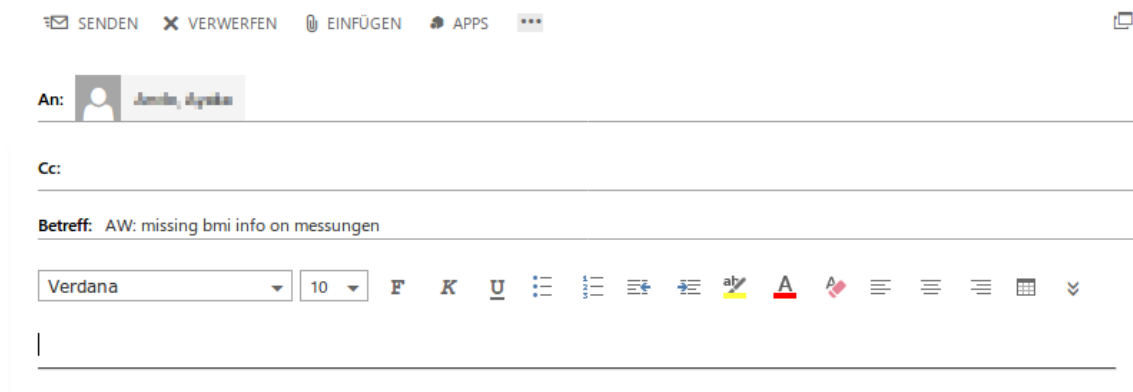 SENDEN VERWERFEN EINFÜGEN APPS •••
An:
Cc:
Betreff: AW: missing bmi info on messungen
Verdana 10 F K U